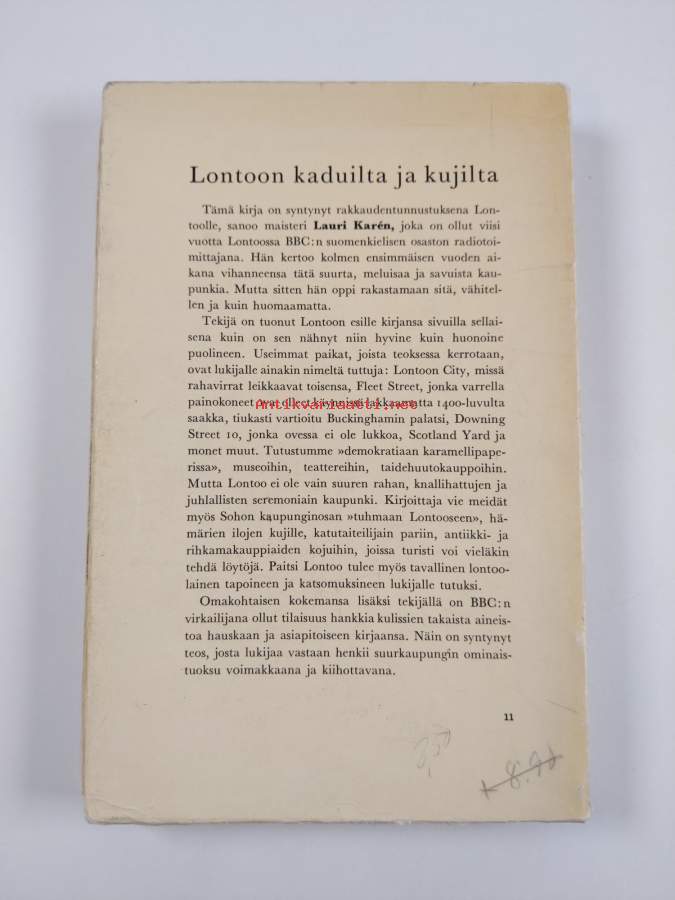 Lontoon kaduilta ja kujilta
Tämä kirja on syntynyt rakkaudentunnustuksena Lon-
toolle, sanoo maisteri Lauri Karén, joka on ollut viisi
vuotta Lontoossa BBC:n suomenkielisen osaston radiotoi-
mittajana. Hän kertoo kolmen ensimmäisen vuoden ai-
kana vihanneensa tätä suurta, meluisaa ja savuista kau-
punkia. Mutta sitten hän oppi rakastamaan sitä, vähitel-
len ja kuin huomaamatta.
Tekijä on tuonut Lontoon esille kirjansa sivuilla sellai-
sena kuin on sen nähnyt niin hyvine kuin huonoine
puolineen. Useimmat paikat, joista teoksessa kerrotaan,
ovat lukijalle ainakin nimeltä tuttuja: Lontoon City, missä
rahavirrat leikkaavat toisensa, Fleet Street, jonka varrella
painokoneet ovat olleet käynnissä lakkaamatta 1400-luvulta
Antikvariaatti.net
saakka, tiukasti vartioitu Buckinghamin palatsi, Downing
Street 10, jonka ovessa ei ole lukkoa, Scotland Yard ja
monet muut. Tutustumme »demokratiaan karamellipape-
rissa», museoihin, teattereihin, taidehuutokauppoihin.
Mutta Lontoo ei ole vain suuren rahan, knallihattujen ja
juhlallisten seremoniain kaupunki. Kirjoittaja vie meidät
myös Sohon kaupunginosan »tuhmaan Lontooseen», hä-
märien ilojen kujille, katutaiteilijain pariin, antiikki- ja
rihkamakauppiaiden kojuihin, joissa turisti voi vieläkin
tehdä löytöjä. Paitsi Lontoo tulee myös tavallinen lontoo-
lainen tapoineen ja katsomuksineen lukijalle tutuksi.
Omakohtaisen kokemansa lisäksi tekijällä on BBC:n
virkailijana ollut tilaisuus hankkia kulissien takaista aineis-
toa hauskaan ja asiapitoiseen kirjaansa. Näin on syntynyt
teos, josta lukijaa vastaan henkii suurkaupungin ominais-
tuoksu voimakkaana ja kiihottavana.
11